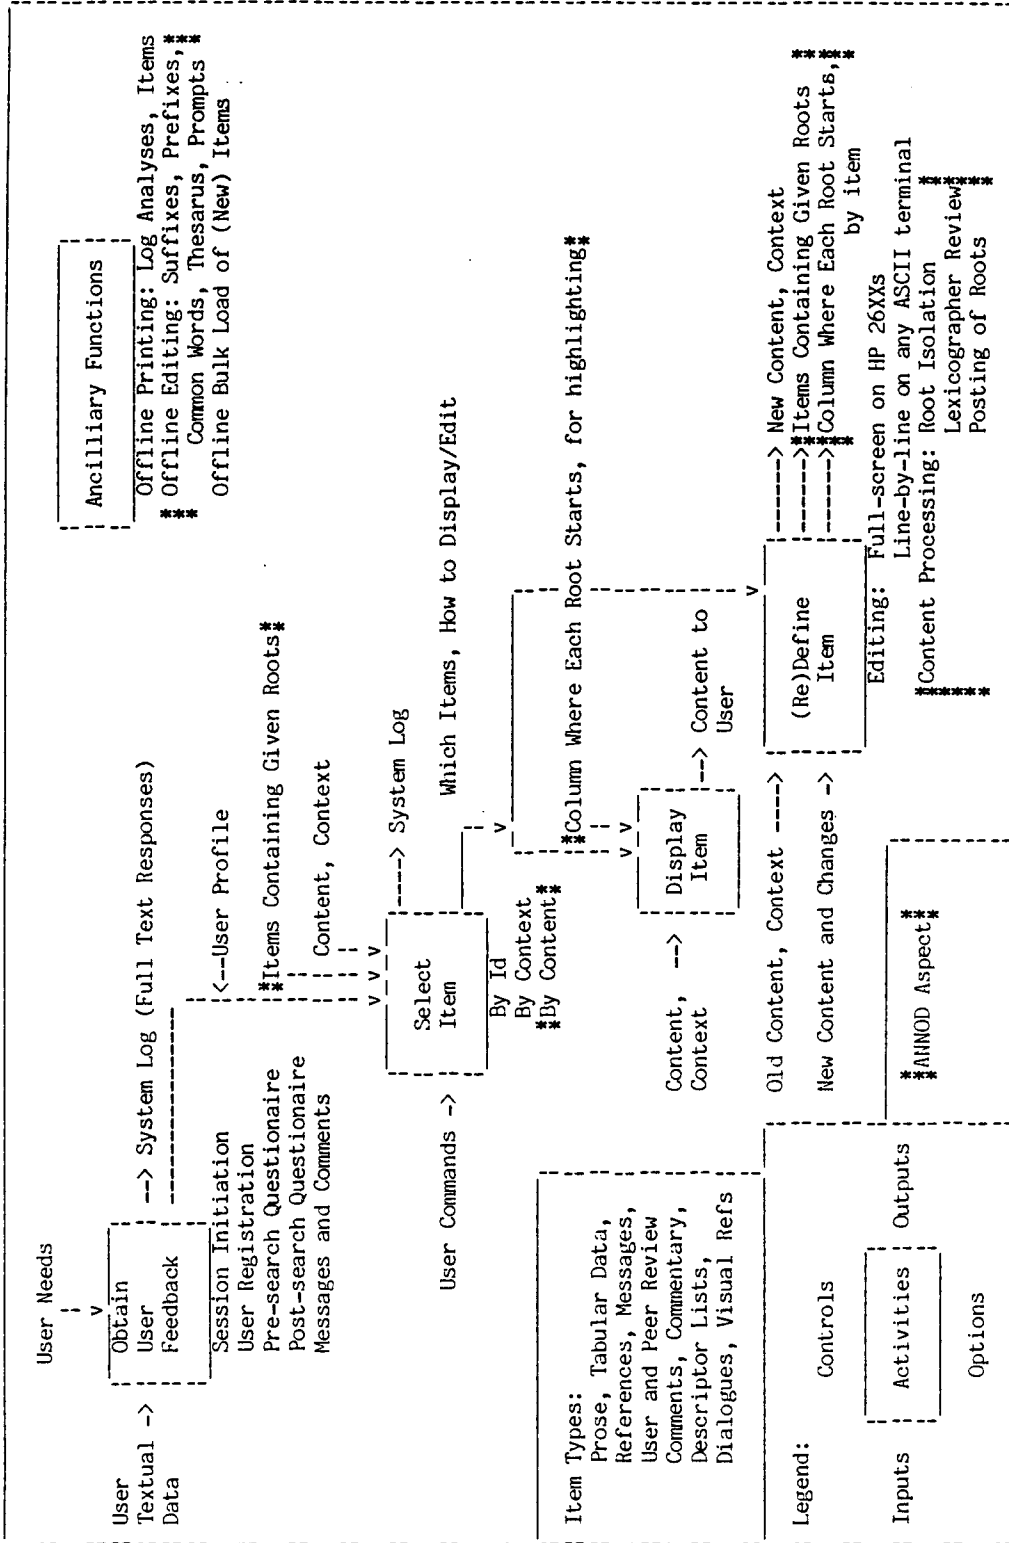 User Needs
User
Textual ->
Data
Obtain
User
Feedback
--> System Log (Full Text Responses)
<--User Profile
Session Initiation
User Registration
Pre-search Questionaire
Post-search Questionaire
Messages and Comments
**Items Containing Given Roots**
Content, Context
User Commands ->
Select
Item
----> System Log
By Id
By Context
**By Content**
Which Items, How to Display/Edit
**Column Where Each Root Starts, for highlighting**
Content, -->
Context
Display
Item
--> Content to
User
Old Content, Context ---->
New Content and Changes ->
(Re)Define
Item
------> New Content, Context
------>**Items Containing Given Roots **
------>**Column Where Each Root Starts,**
by item
Editing: Full-screen on HP 26XXs
Line-by-line on any ASCII terminal
Content Processing: Root Isolation
Lexicographer Review
Posting of Roots
Ancilliary Functions
Offline Printing: Log Analyses, Items
Offline Editing: Suffixes, Prefixes,
Common Words, Thesarus, Prompts
Offline Bulk Load of (New) Items
Item Types:
Prose, Tabular Data,
References, Messages,
User and Peer Review
Comments, Commentary,
Descriptor Lists,
Dialogues, Visual Refs
Legend:
Controls
Inputs
Activities
Outputs
Options
**ANNOD Aspect**